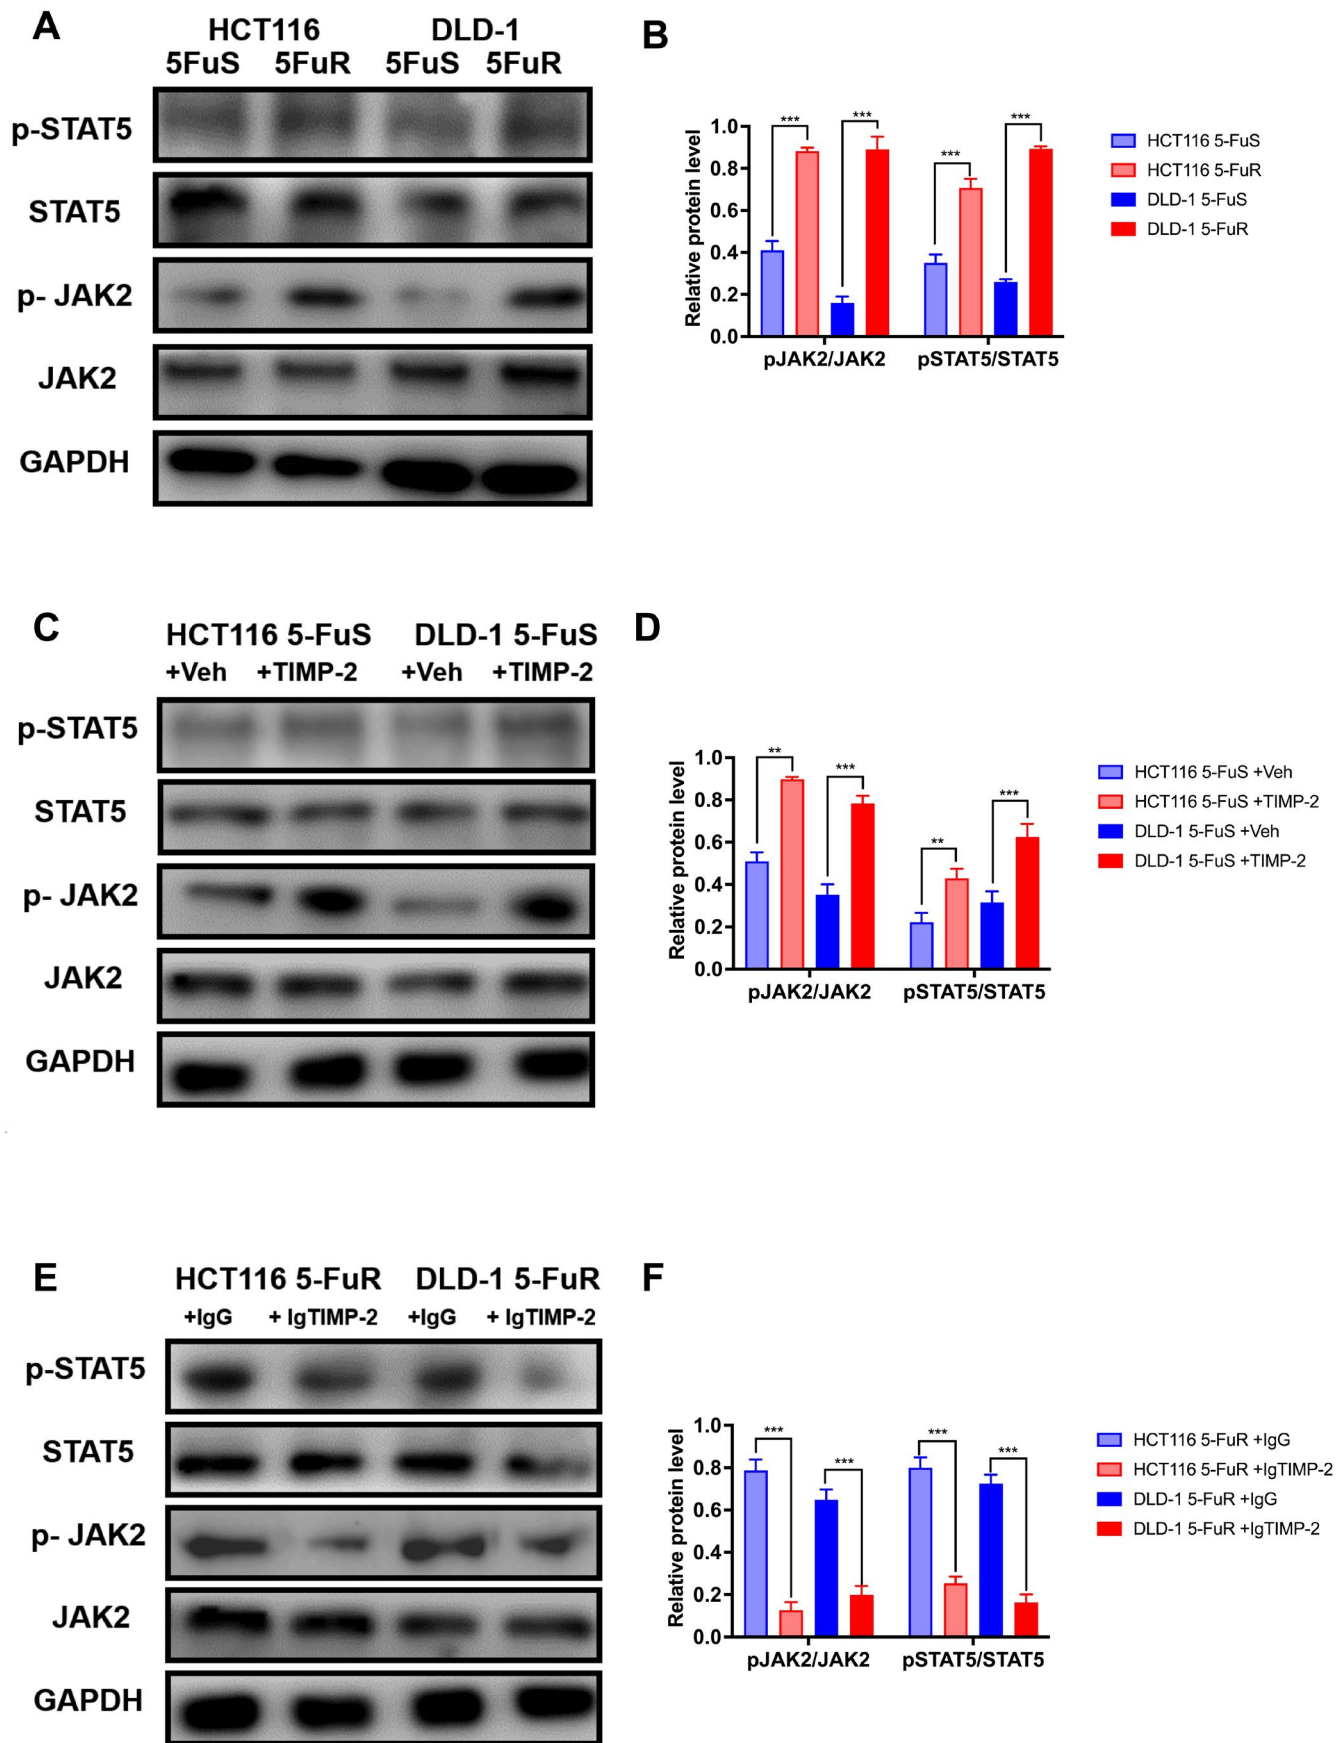 A
HCT116 DLD-1
5FuS 5FuR 5FuS 5FuR
p-STAT5
STAT5
p- JAK2
JAK2
GAPDH
B
Relative protein level
1.0
0.8
0.6
0.4
0.2
0.0
*** *** *** ***
pJAK2/JAK2 pSTAT5/STAT5
HCT116 5-FuS
HCT116 5-FuR
DLD-1 5-FuS
DLD-1 5-FuR
C
HCT116 5-FuS DLD-1 5-FuS
+Veh +TIMP-2 +Veh +TIMP-2
p-STAT5
STAT5
p- JAK2
JAK2
GAPDH
D
Relative protein level
1.0
0.8
0.6
0.4
0.2
0.0
** *** ** ***
pJAK2/JAK2 pSTAT5/STAT5
HCT116 5-FuS +Veh
HCT116 5-FuS +TIMP-2
DLD-1 5-FuS +Veh
DLD-1 5-FuS +TIMP-2
E
HCT116 5-FuR DLD-1 5-FuR
+IgG + IgTIMP-2 +IgG + IgTIMP-2
p-STAT5
STAT5
p- JAK2
JAK2
GAPDH
F
Relative protein level
1.0
0.8
0.6
0.4
0.2
0.0
*** *** *** ***
pJAK2/JAK2 pSTAT5/STAT5
HCT116 5-FuR +IgG
HCT116 5-FuR +IgTIMP-2
DLD-1 5-FuR +IgG
DLD-1 5-FuR +IgTIMP-2